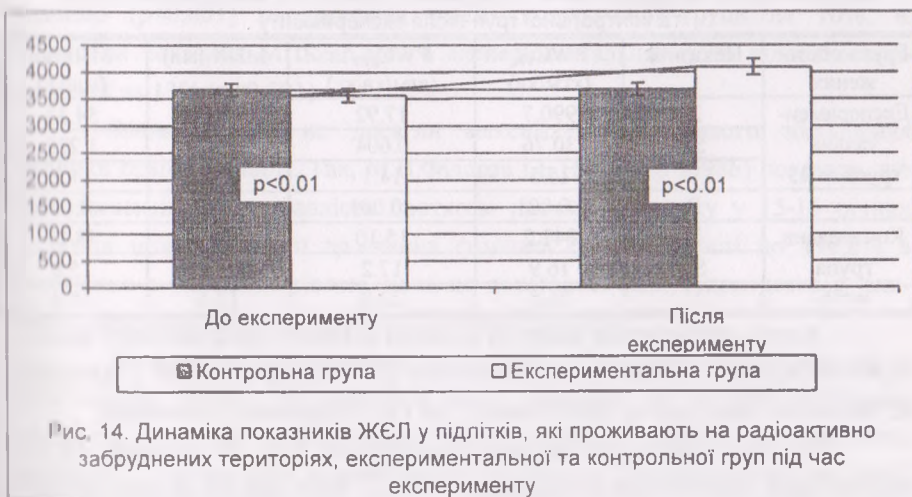 4500
4000
3500
3000
2500
2000
1500
1000
500
0
p<0.01
p<0.01
До експерименту
Після
експерименту
Контрольна група
Експериментальна група
Рис. 14. Динаміка показників ЖЄЛ у підлітків, які проживають на радіоактивно
забруднених територіях, експериментальної та контрольної груп під час
експерименту